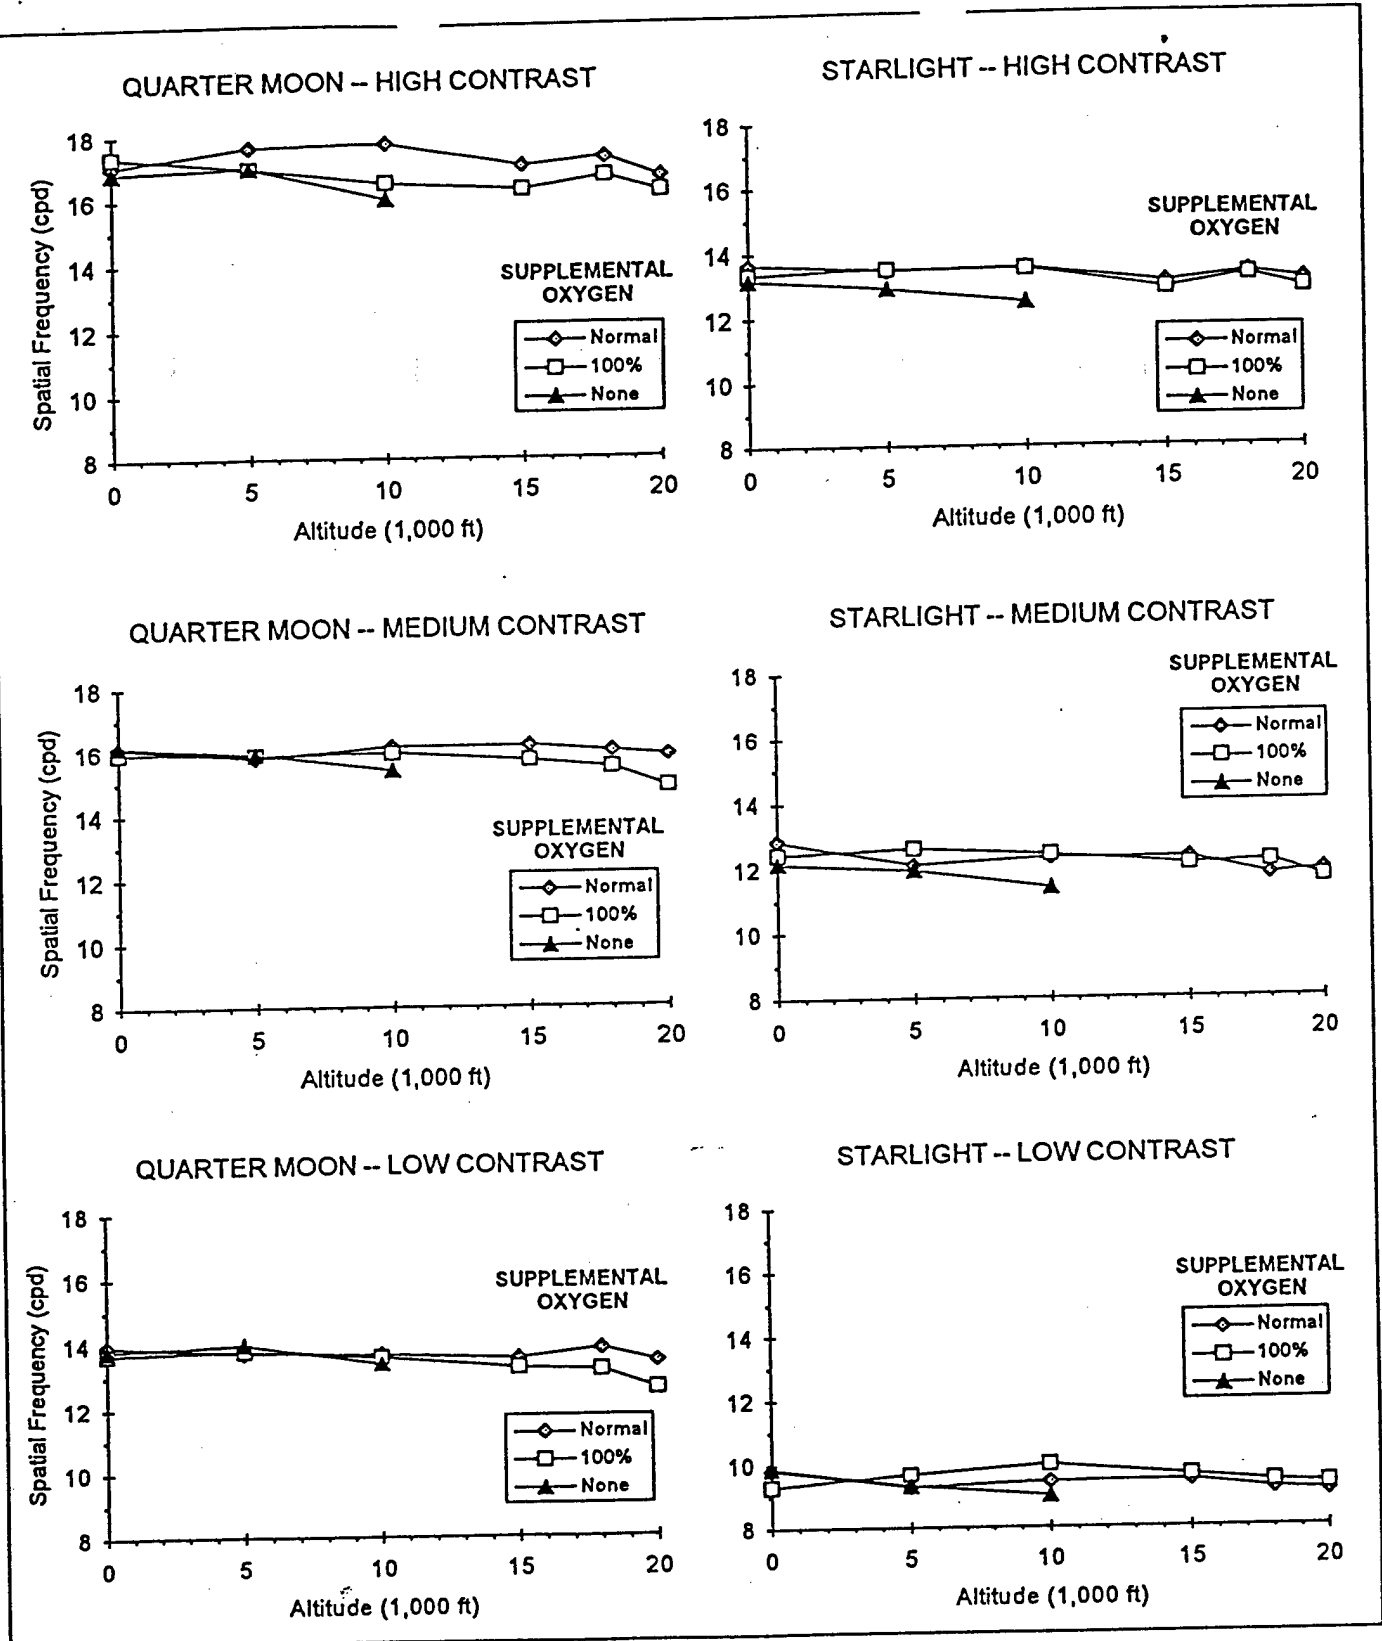 QUARTER MOON -- HIGH CONTRAST
18
16
14
12
10
8
Spatial Frequency (cpd)
SUPPLEMENTAL
OXYGEN
Normal
100%
None
0 5 10 15 20
Altitude (1,000 ft)
STARLIGHT -- HIGH CONTRAST
18
16
14
12
10
8
SUPPLEMENTAL
OXYGEN
Normal
100%
None
0 5 10 15 20
Altitude (1,000 ft)
QUARTER MOON -- MEDIUM CONTRAST
18
16
14
12
10
8
Spatial Frequency (cpd)
SUPPLEMENTAL
OXYGEN
Normal
100%
None
0 5 10 15 20
Altitude (1,000 ft)
STARLIGHT -- MEDIUM CONTRAST
18
16
14
12
10
8
SUPPLEMENTAL
OXYGEN
Normal
100%
None
0 5 10 15 20
Altitude (1,000 ft)
QUARTER MOON -- LOW CONTRAST
18
16
14
12
10
8
Spatial Frequency (cpd)
SUPPLEMENTAL
OXYGEN
Normal
100%
None
0 5 10 15 20
Altitude (1,000 ft)
STARLIGHT -- LOW CONTRAST
18
16
14
12
10
8
SUPPLEMENTAL
OXYGEN
Normal
100%
None
0 5 10 15 20
Altitude (1,000 ft)